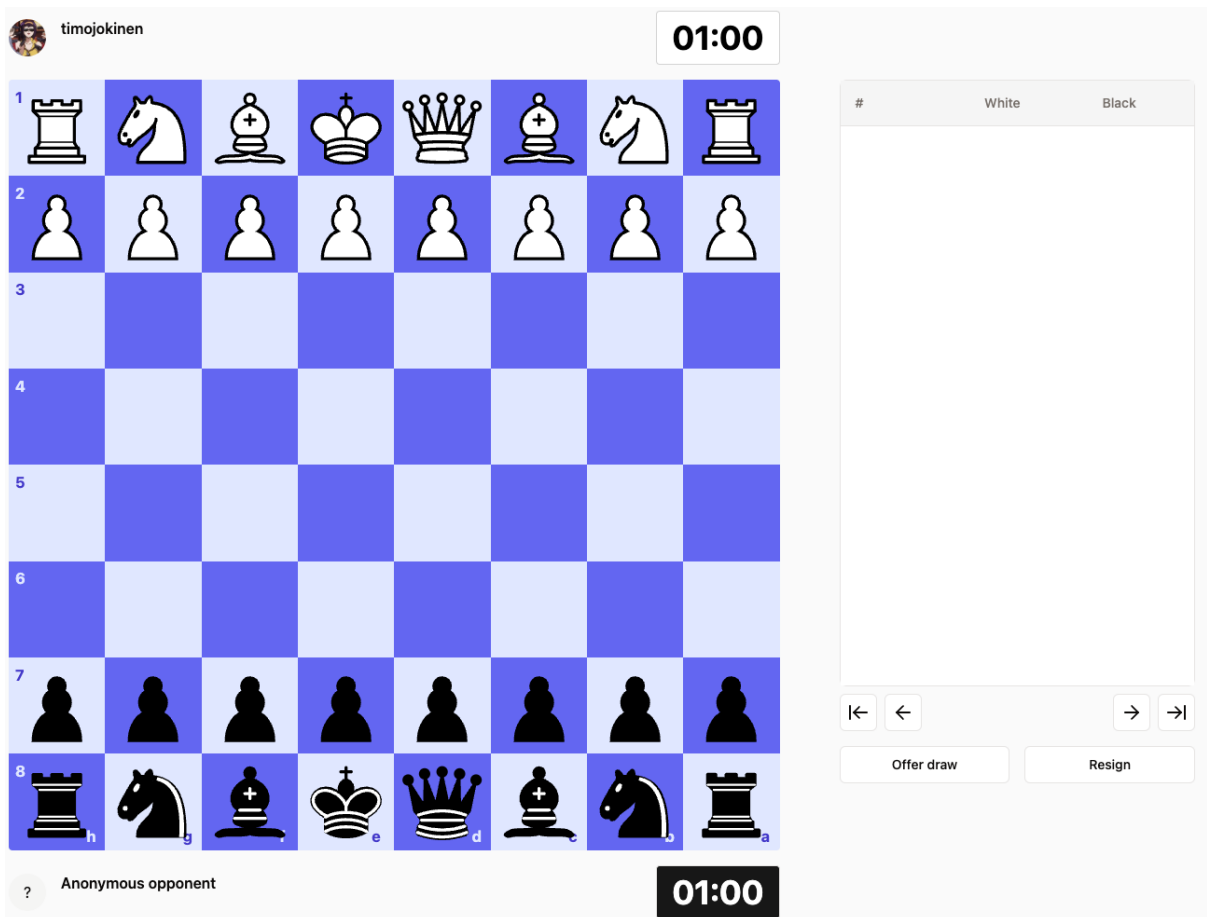 timojokinen
01:00
1
2
3
4
5
6
7
8
h g f e d c b a
# White Black
Offer draw Resign
? Anonymous opponent
01:00